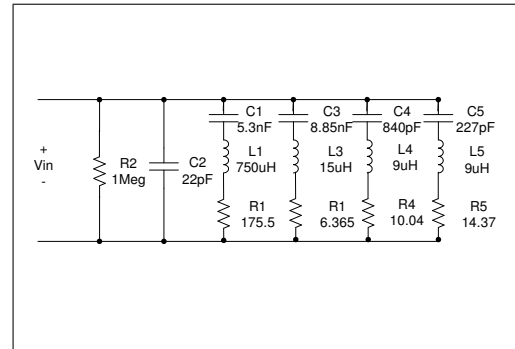 +
Vin
-
R2
1Meg
C2
22pF
C1
5.3nF
L1
750uH
R1
175.5
C3
8.85nF
L3
15uH
R1
6.365
C4
840pF
L4
9uH
R4
10.04
C5
227pF
L5
9uH
R5
14.37